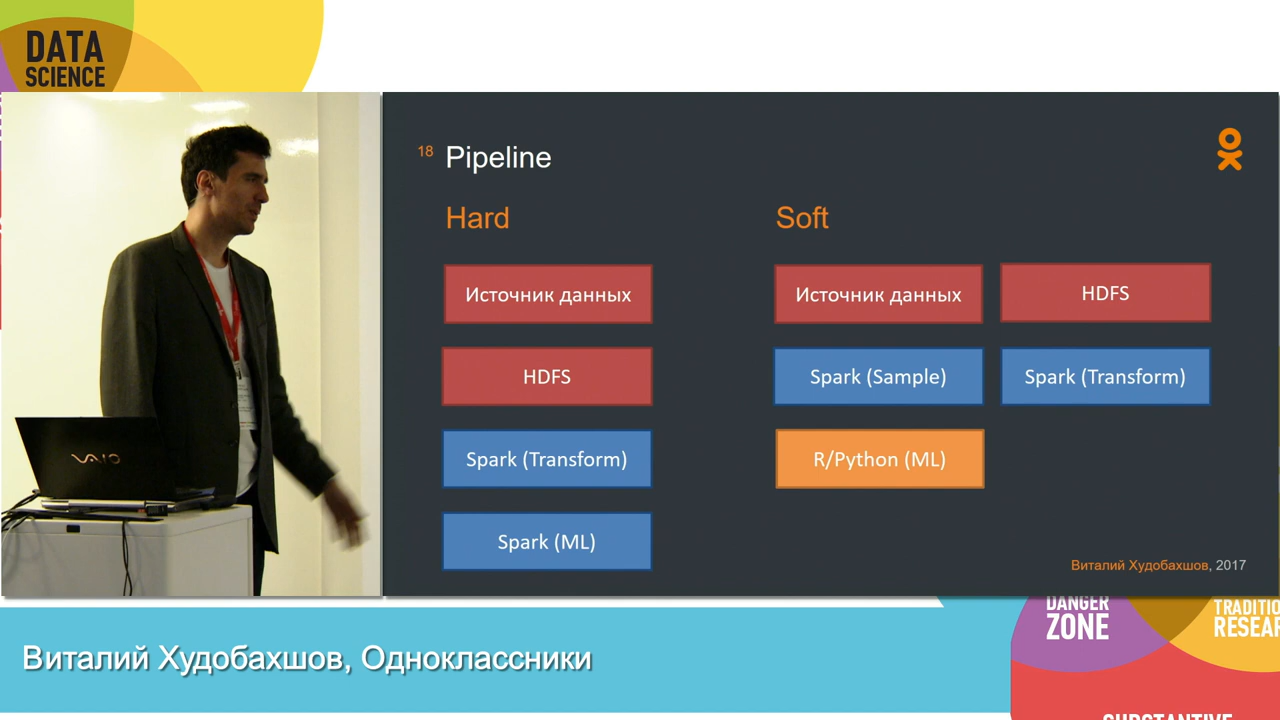 DATA
SCIENCE
18 Pipeline
Hard
Soft
Источник данных
HDFS
Spark (Transform)
Spark (ML)
Источник данных
HDFS
Spark (Sample)
Spark (Transform)
R/Python (ML)
Виталий Худобахшов, 2017
VAIO
DANGER
ZONE
TRADITIO
RESEAR
SUBSTANTIVE
Виталий Худобахшов, Одноклассники